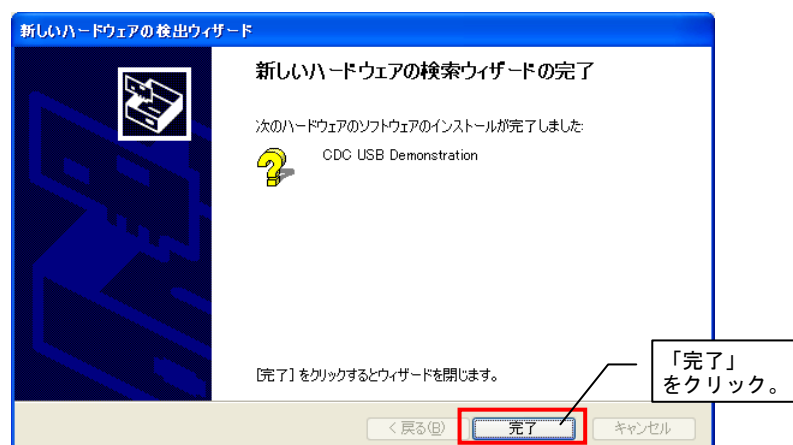 新しいハードウェアの検出ウィザード
新しいハードウェアの検索ウィザードの完了
次のハードウェアのソフトウェアのインストールが完了しました:
CDC USB Demonstration
[完了] をクリックするとウィザードを閉じます。
「完了」
をクリック。
< 戻る(B)
完了
キャンセル